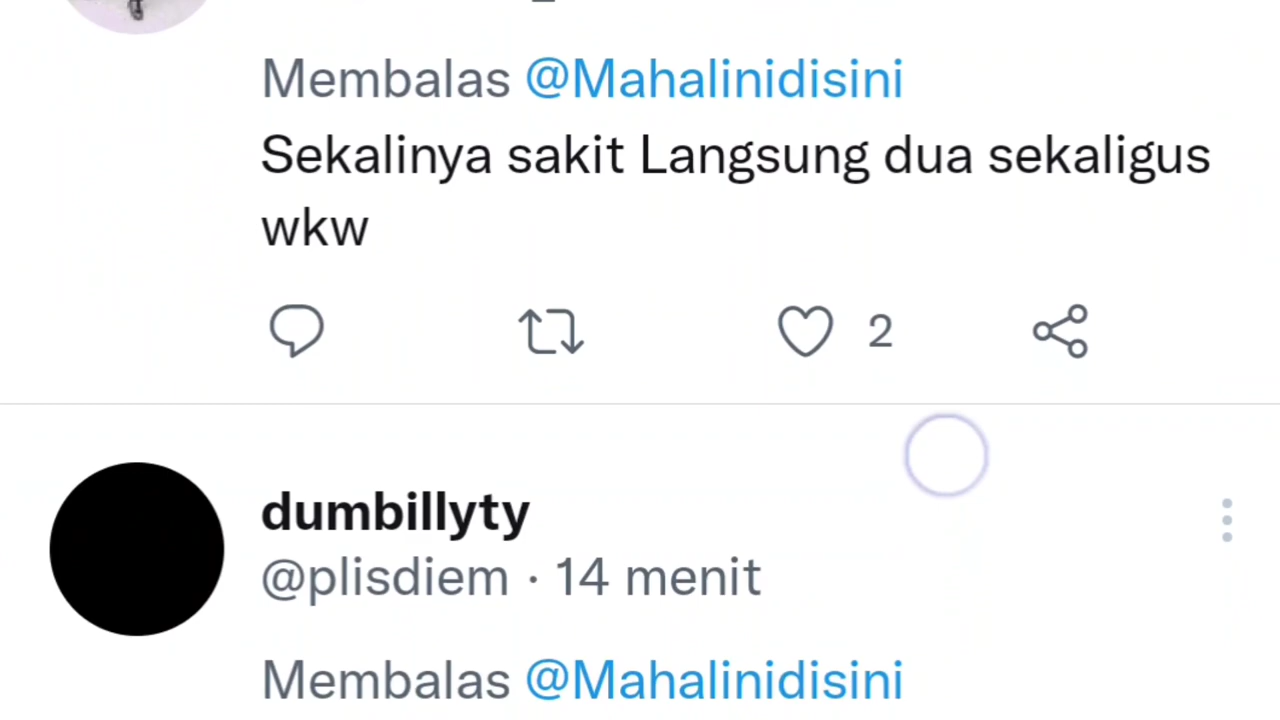 Membalas @Mahalinidisini
Sekalinya sakit Langsung dua sekaligus
wkw
2
dumbillyty
@plisdiem · 14 menit
Membalas @Mahalinidisini